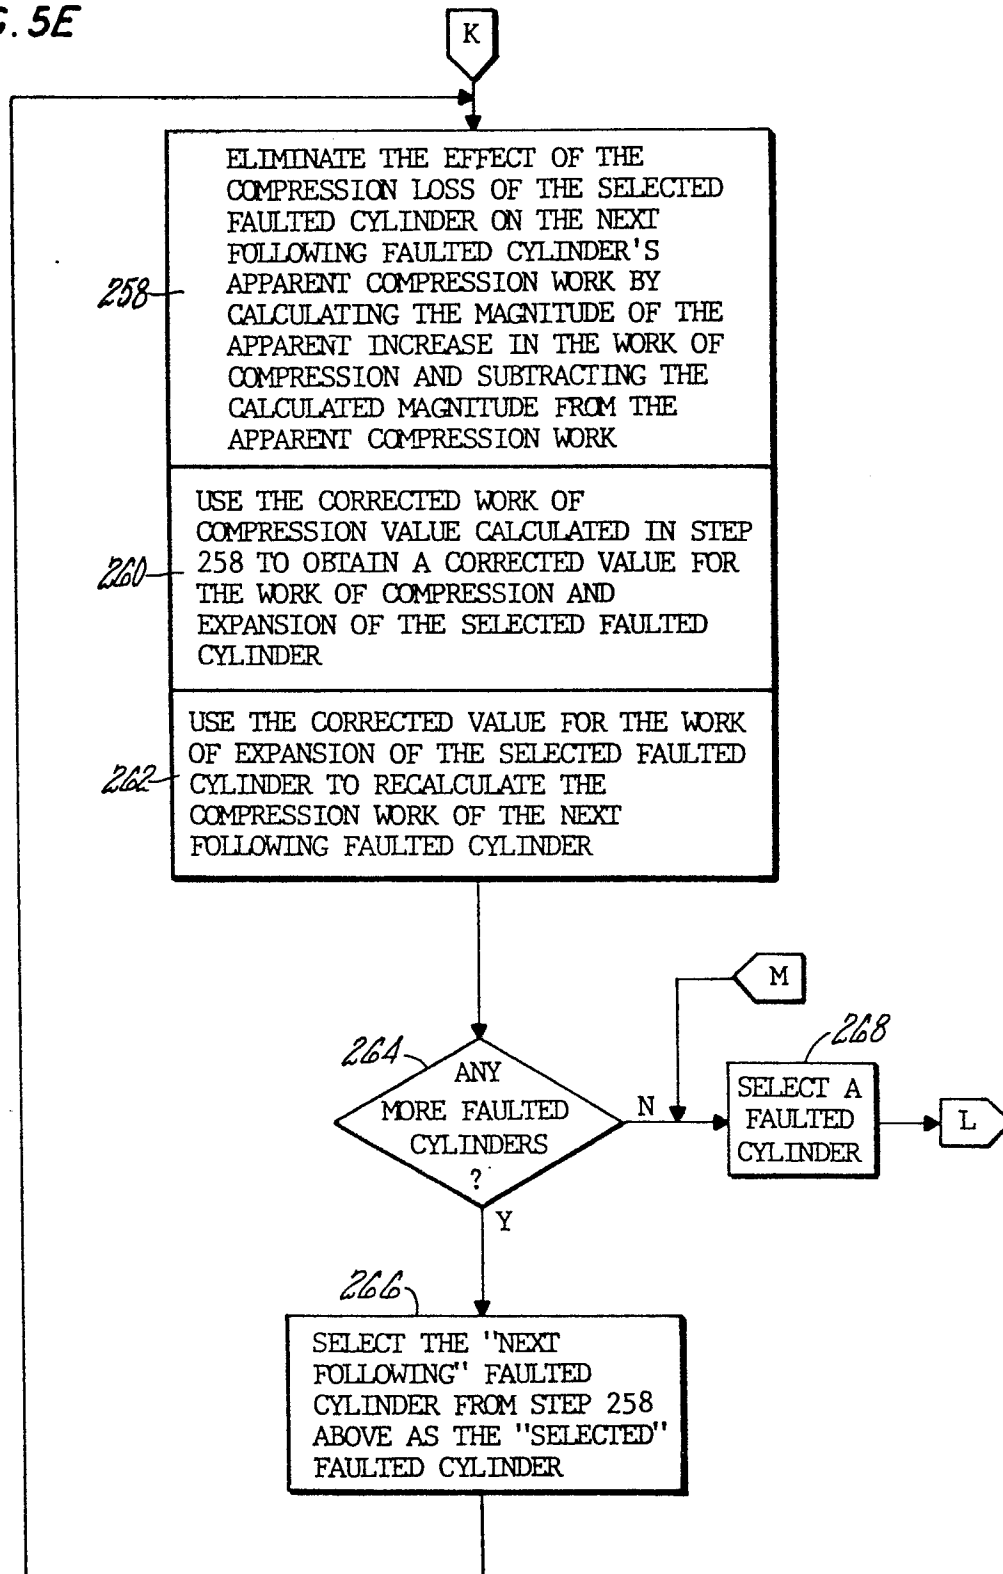 G. 5E
K
ELIMINATE THE EFFECT OF THE
COMPRESSION LOSS OF THE SELECTED
FAULTED CYLINDER ON THE NEXT
FOLLOWING FAULTED CYLINDER'S
APPARENT COMPRESSION WORK BY
CALCULATING THE MAGNITUDE OF THE
APPARENT INCREASE IN THE WORK OF
COMPRESSION AND SUBTRACTING THE
CALCULATED MAGNITUDE FROM THE
APPARENT COMPRESSION WORK
258
USE THE CORRECTED WORK OF
COMPRESSION VALUE CALCULATED IN STEP
258 TO OBTAIN A CORRECTED VALUE FOR
THE WORK OF COMPRESSION AND
EXPANSION OF THE SELECTED FAULTED
CYLINDER
260
USE THE CORRECTED VALUE FOR THE WORK
OF EXPANSION OF THE SELECTED FAULTED
CYLINDER TO RECALCULATE THE
COMPRESSION WORK OF THE NEXT
FOLLOWING FAULTED CYLINDER
262
M
264
ANY
MORE FAULTED
CYLINDERS
?
N
Y
268
SELECT A
FAULTED
CYLINDER
L
266
SELECT THE "NEXT
FOLLOWING" FAULTED
CYLINDER FROM STEP 258
ABOVE AS THE "SELECTED"
FAULTED CYLINDER